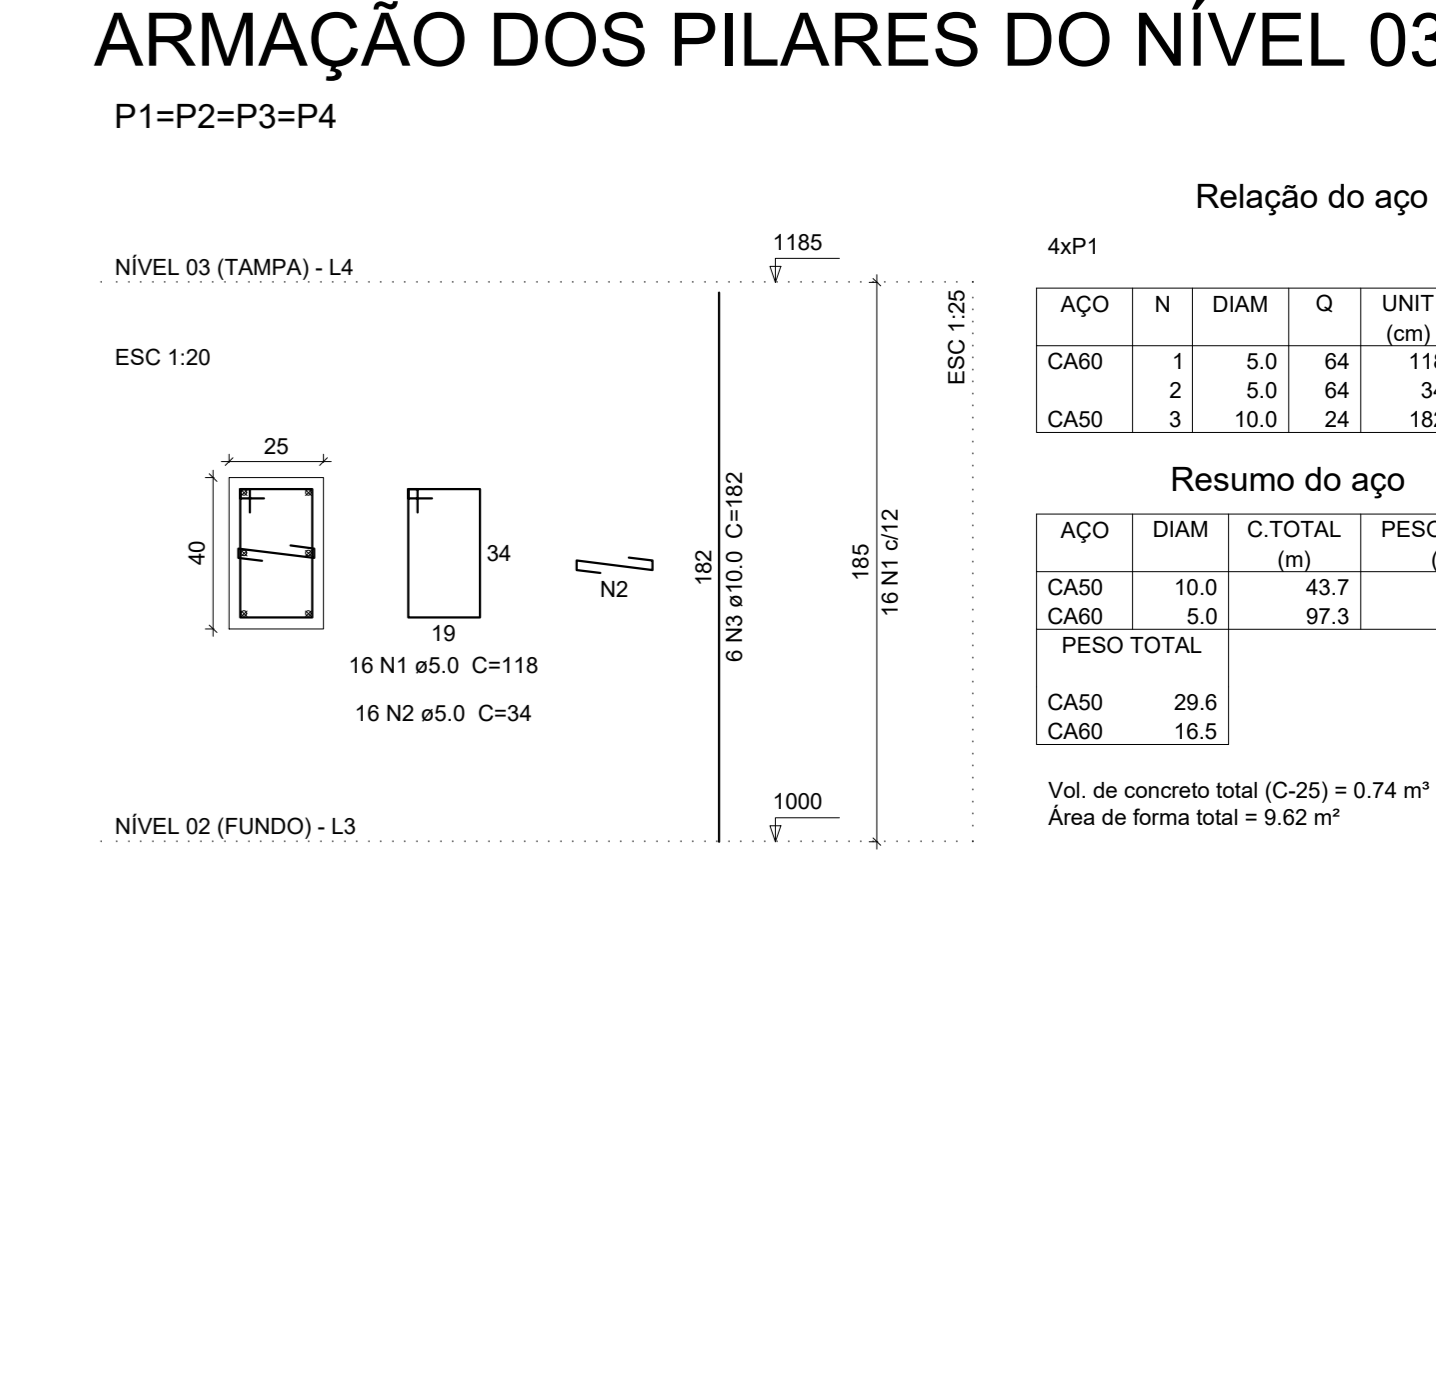 ARMAÇÃO DOS PILARES DO NÍVEL 03
P1=P2=P3=P4
NÍVEL 03 (TAMPA) - L4
1185
ESC 1:25
ESC 1:20
25
40
34
19
16 N1 ø5.0 C=118
16 N2 ø5.0 C=34
N2
182
6 N3 ø10.0 C=182
185
16 N1 c/12
NÍVEL 02 (FUNDO) - L3
1000
Relação do aço
4xP1
AÇO N DIAM Q UNIT
(cm)
CA60 1 5.0 64 118
2 5.0 64 34
CA50 3 10.0 24 182
Resumo do aço
AÇO DIAM C.TOTAL PESO
(m) (
CA50 10.0 43.7
CA60 5.0 97.3
PESO TOTAL
CA50 29.6
CA60 16.5
Vol. de concreto total (C-25) = 0.74 m³
Área de forma total = 9.62 m²